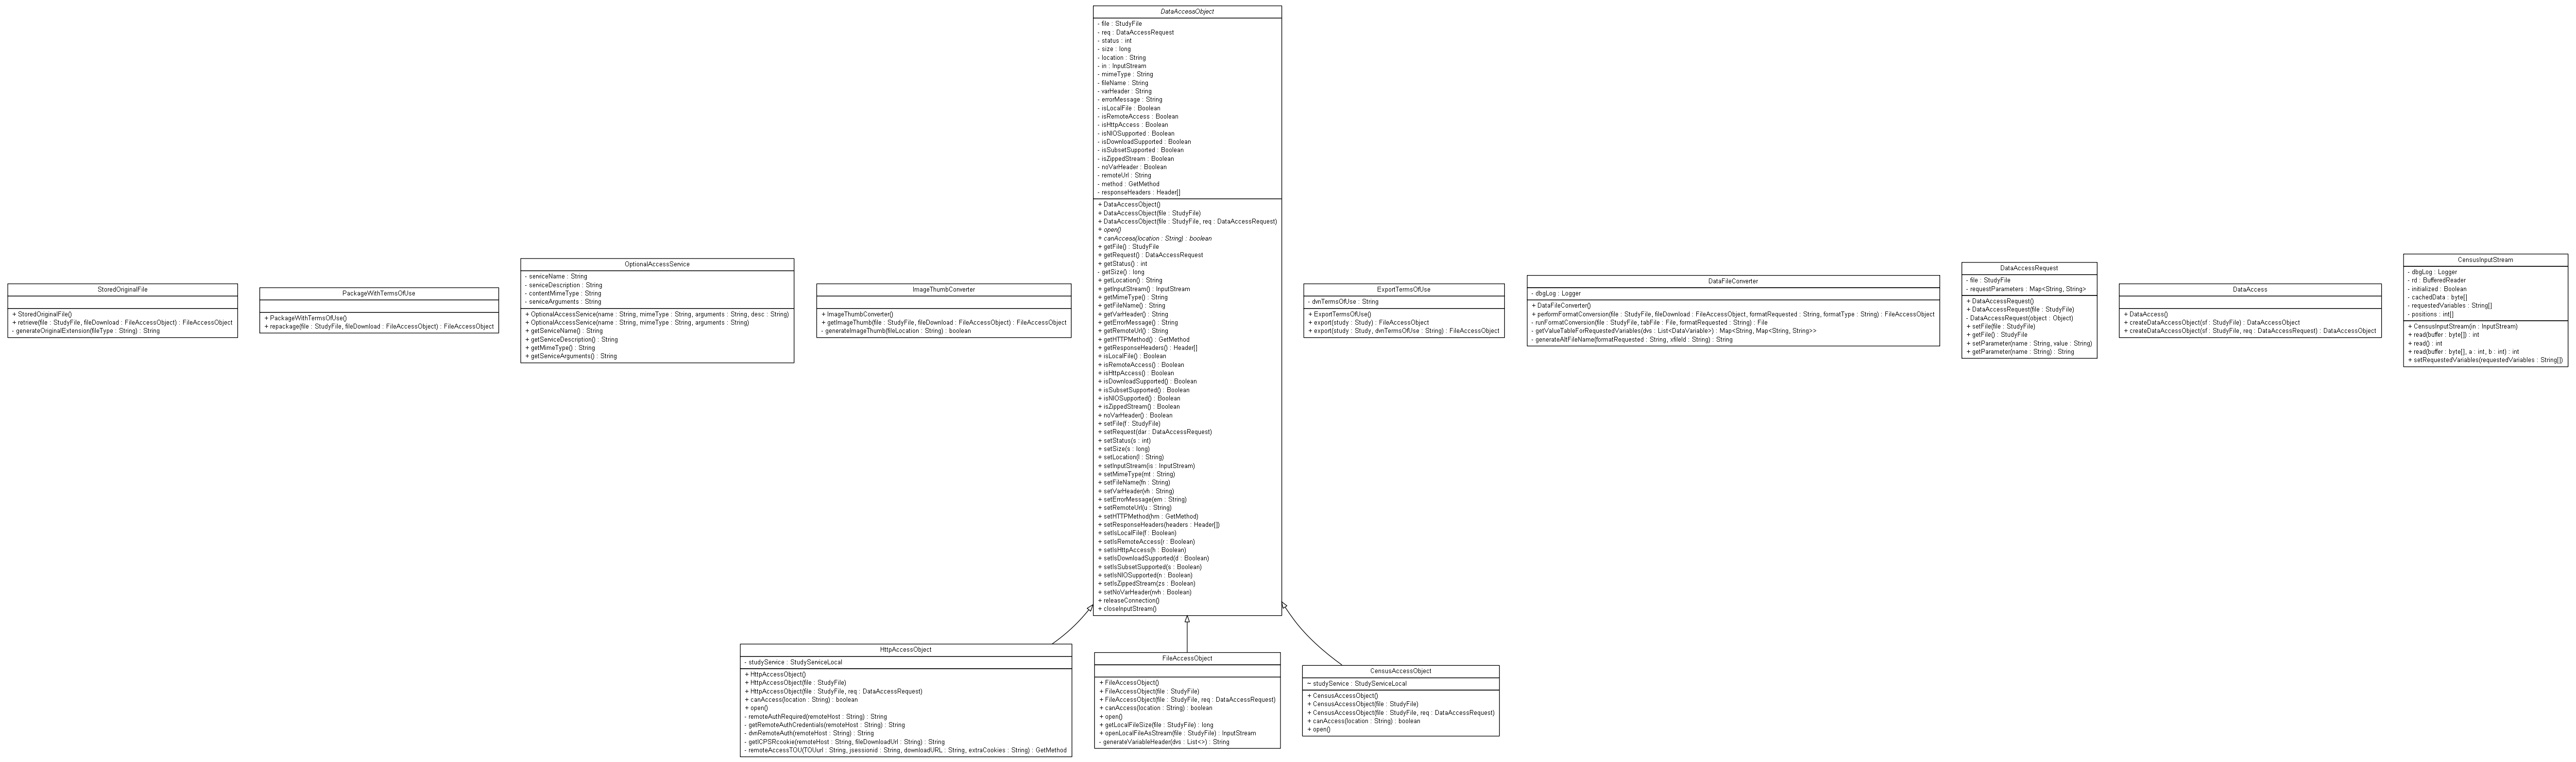 DataAccessObject
- file : StudyFile
- req : DataAccessRequest
- status : int
- size : long
- location : String
- in : InputStream
- mimeType : String
- fileName : String
- varHeader : String
- errorMessage : String
- isLocalFile : Boolean
- isRemoteAccess : Boolean
- isHttpAccess : Boolean
- isNIOSupported : Boolean
- isDownloadSupported : Boolean
- isSubsetSupported : Boolean
- isZippedStream : Boolean
- noVarHeader : Boolean
- remoteUrl : String
- method : GetMethod
- responseHeaders : Header[]
+ DataAccessObject()
+ DataAccessObject(file : StudyFile)
+ DataAccessObject(file : StudyFile, req : DataAccessRequest)
+ open()
+ canAccess(location : String) : boolean
+ getFile() : StudyFile
+ getRequest() : DataAccessRequest
+ getStatus() : int
- getSize() : long
+ getLocation() : String
+ getInputStream() : InputStream
+ getMimeType() : String
+ getFileName() : String
+ getVarHeader() : String
+ getErrorMessage() : String
+ getRemoteUrl() : String
+ getHTTPMethod() : GetMethod
+ getResponseHeaders() : Header[]
+ isLocalFile() : Boolean
+ isRemoteAccess() : Boolean
+ isHttpAccess() : Boolean
+ isDownloadSupported() : Boolean
+ isSubsetSupported() : Boolean
+ isNIOSupported() : Boolean
+ isZippedStream() : Boolean
+ noVarHeader() : Boolean
+ setFile(f : StudyFile)
+ setRequest(dar : DataAccessRequest)
+ setStatus(s : int)
+ setSize(s : long)
+ setLocation(l : String)
+ setInputStream(is : InputStream)
+ setMimeType(mt : String)
+ setFileName(fn : String)
+ setVarHeader(vh : String)
+ setErrorMessage(em : String)
+ setRemoteUrl(u : String)
+ setHTTPMethod(hm : GetMethod)
+ setResponseHeaders(headers : Header[])
+ setIsLocalFile(f : Boolean)
+ setIsRemoteAccess(r : Boolean)
+ setIsHttpAccess(h : Boolean)
+ setIsDownloadSupported(d : Boolean)
+ setIsSubsetSupported(s : Boolean)
+ setIsNIOSupported(n : Boolean)
+ setIsZippedStream(zs : Boolean)
+ setNoVarHeader(nvh : Boolean)
+ releaseConnection()
+ closeInputStream()
StoredOriginalFile
+ StoredOriginalFile()
+ retrieve(file : StudyFile, fileDownload : FileAccessObject) : FileAccessObject
- generateOriginalExtension(fileType : String) : String
PackageWithTermsOfUse
+ PackageWithTermsOfUse()
+ repackage(file : StudyFile, fileDownload : FileAccessObject) : FileAccessObject
OptionalAccessService
- serviceName : String
- serviceDescription : String
- contentMimeType : String
- serviceArguments : String
+ OptionalAccessService(name : String, mimeType : String, arguments : String, desc : String)
+ OptionalAccessService(name : String, mimeType : String, arguments : String)
+ getServiceName() : String
+ getServiceDescription() : String
+ getMimeType() : String
+ getServiceArguments() : String
ImageThumbConverter
+ ImageThumbConverter()
+ getImageThumb(file : StudyFile, fileDownload : FileAccessObject) : FileAccessObject
- generateImageThumb(fileLocation : String) : boolean
ExportTermsOfUse
- dvnTermsOfUse : String
+ ExportTermsOfUse()
+ export(study : Study) : FileAccessObject
+ export(study : Study, dvnTermsOfUse : String) : FileAccessObject
DataFileConverter
- dbgLog : Logger
+ DataFileConverter()
+ performFormatConversion(file : StudyFile, fileDownload : FileAccessObject, formatRequested : String, formatType : String) : FileAccessObject
- runFormatConversion(file : StudyFile, tabFile : File, formatRequested : String) : File
- getValueTableForRequestedVariables(dvs : List<DataVariable>) : Map<String, Map<String, String>>
- generateAltFileName(formatRequested : String, xfileId : String) : String
DataAccessRequest
- file : StudyFile
- requestParameters : Map<String, String>
+ DataAccessRequest()
+ DataAccessRequest(file : StudyFile)
- DataAccessRequest(object : Object)
+ setFile(file : StudyFile)
+ getFile() : StudyFile
+ setParameter(name : String, value : String)
+ getParameter(name : String) : String
DataAccess
+ DataAccess()
+ createDataAccessObject(sf : StudyFile) : DataAccessObject
+ createDataAccessObject(sf : StudyFile, req : DataAccessRequest) : DataAccessObject
CensusInputStream
- dbgLog : Logger
- rd : BufferedReader
- initialized : Boolean
- cachedData : byte[]
- requestedVariables : String[]
- positions : int[]
+ CensusInputStream(in : InputStream)
+ read() : int
+ read(buffer : byte[]) : int
+ read(buffer : byte[], a : int, b : int) : int
+ setRequestedVariables(requestedVariables : String[])
HttpAccessObject
- studyService : StudyServiceLocal
+ HttpAccessObject()
+ HttpAccessObject(file : StudyFile)
+ HttpAccessObject(file : StudyFile, req : DataAccessRequest)
+ canAccess(location : String) : boolean
+ open()
- remoteAuthRequired(remoteHost : String) : String
- getRemoteAuthCredentials(remoteHost : String) : String
- dvnRemoteAuth(remoteHost : String) : String
- getICPSRcookie(remoteHost : String, fileDownloadUrl : String) : String
- remoteAccessTOU(TOUurl : String, jsessionid : String, downloadURL : String, extraCookies : String) : GetMethod
FileAccessObject
+ FileAccessObject()
+ FileAccessObject(file : StudyFile)
+ FileAccessObject(file : StudyFile, req : DataAccessRequest)
+ canAccess(location : String) : boolean
+ open()
+ getLocalFileSize(file : StudyFile) : long
+ openLocalFileAsStream(file : StudyFile) : InputStream
- generateVariableHeader(dvs : List<>) : String
CensusAccessObject
~ studyService : StudyServiceLocal
+ CensusAccessObject()
+ CensusAccessObject(file : StudyFile)
+ CensusAccessObject(file : StudyFile, req : DataAccessRequest)
+ canAccess(location : String) : boolean
+ open()